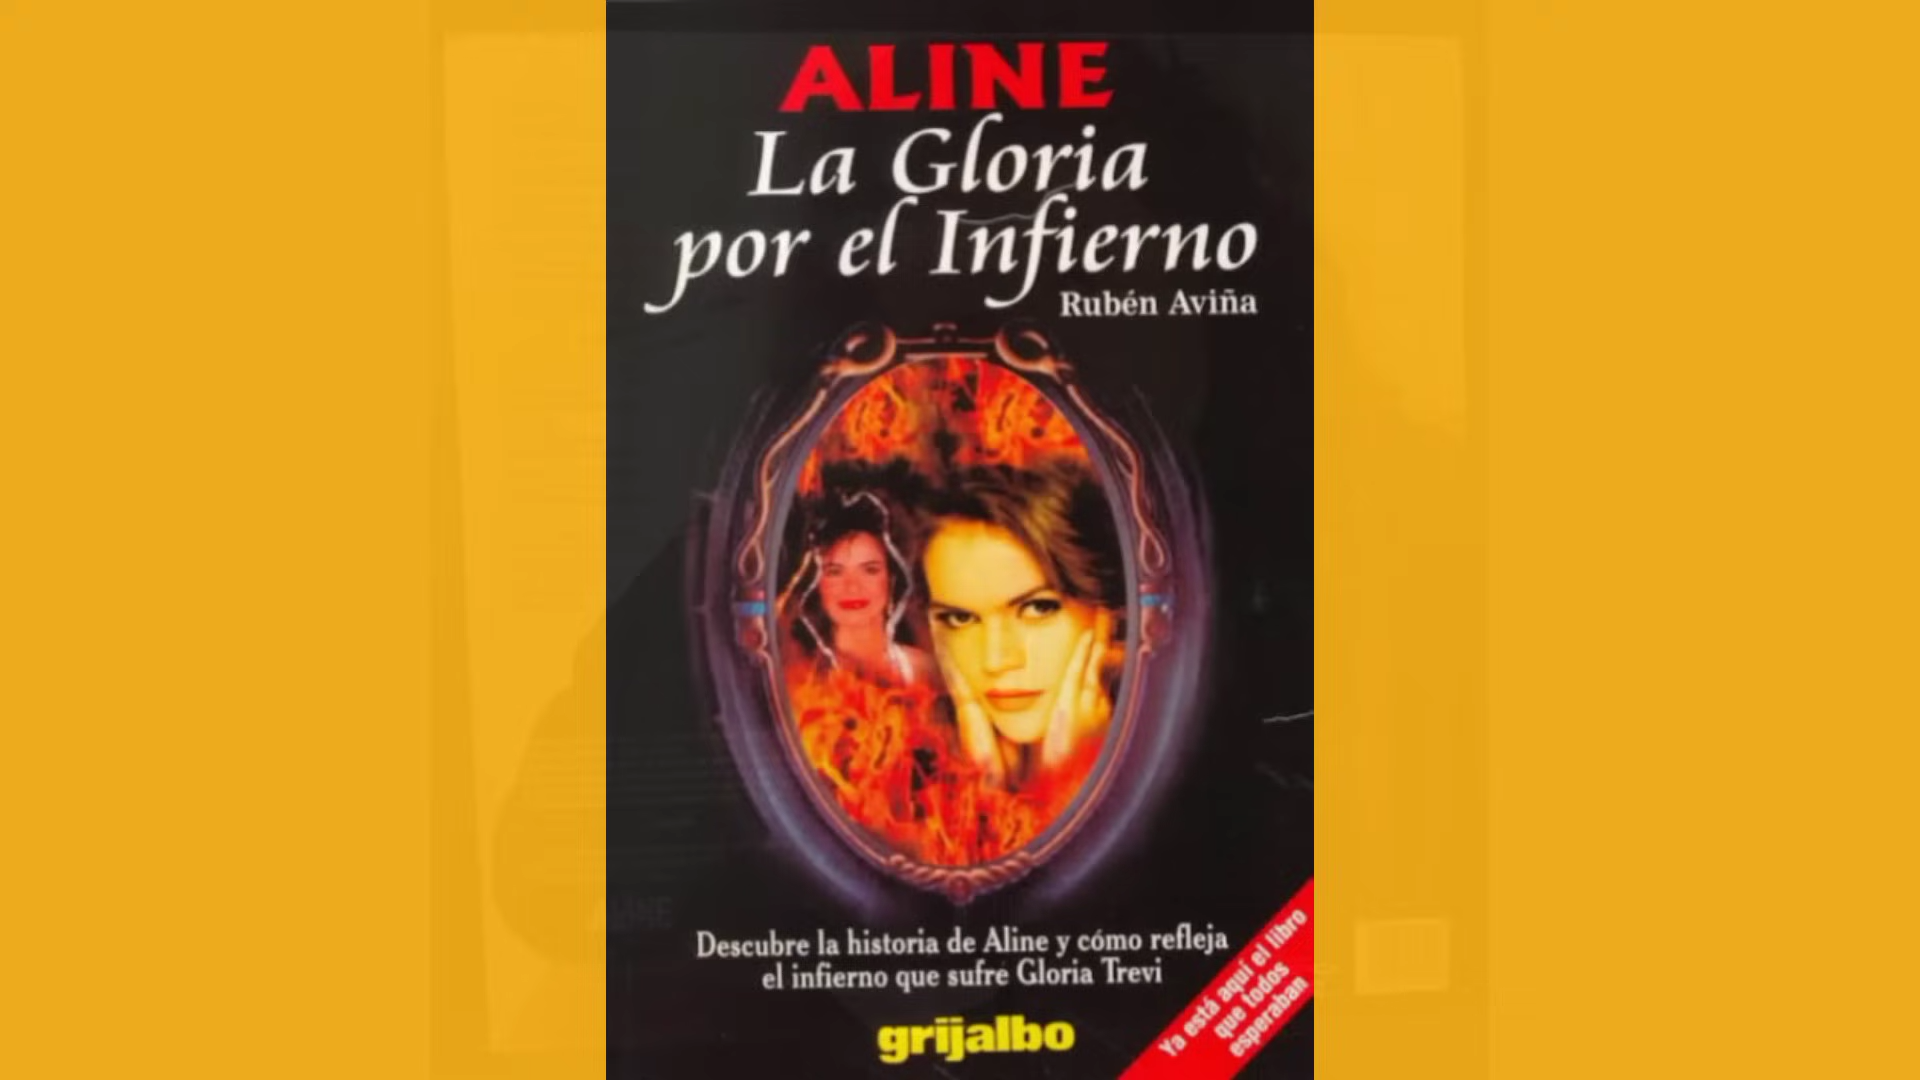 ALINE
La Gloria
por el Infierno
Rubén Aviña
Descubre la historia de Aline y cómo refleja
el infierno que sufre Gloria Trevi
Ya está aquí el libro
que todos
esperaban
grijalbo
ALINE